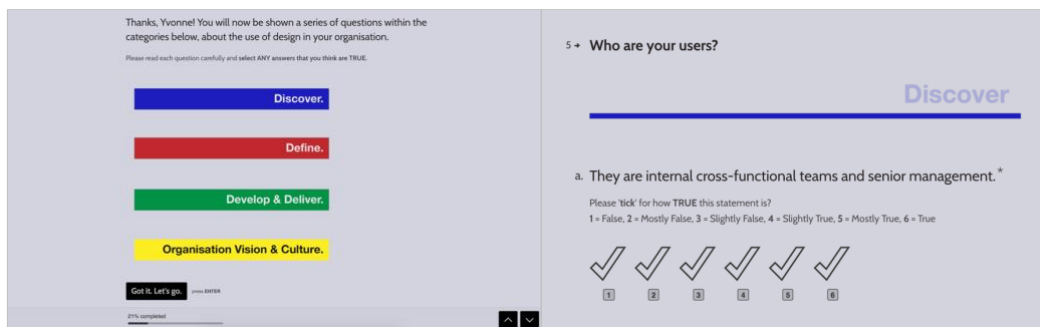 Thanks, Yvonne! You will now be shown a series of questions within the
categories below, about the use of design in your organisation.
Please read each question carefully and select ANY answers that you think are TRUE.
Discover.
Define.
Develop & Deliver.
Organisation Vision & Culture.
Got it. Let's go.
press ENTER
21% completed
5 → Who are your users?
Discover
a. They are internal cross-functional teams and senior management.*
Please 'tick' for how TRUE this statement is?
1 = False, 2 = Mostly False, 3 = Slightly False, 4 = Slightly True, 5 = Mostly True, 6 = True
1 2 3 4 5 6